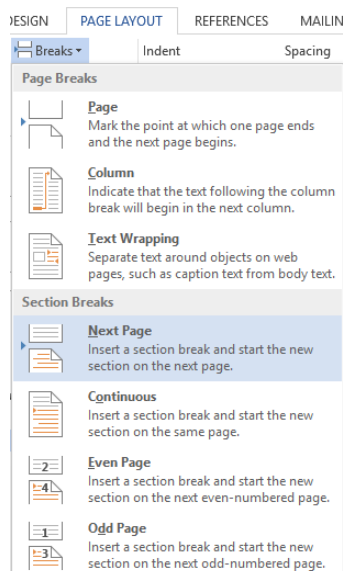 DESIGN PAGE LAYOUT REFERENCES MAILIN
Breaks Indent Spacing
Page Breaks
Page
Mark the point at which one page ends
and the next page begins.
Column
Indicate that the text following the column
break will begin in the next column.
Text Wrapping
Separate text around objects on web
pages, such as caption text from body text.
Section Breaks
Next Page
Insert a section break and start the new
section on the next page.
Continuous
Insert a section break and start the new
section on the same page.
Even Page
Insert a section break and start the new
section on the next even-numbered page.
2
4
Odd Page
Insert a section break and start the new
section on the next odd-numbered page.
1
3